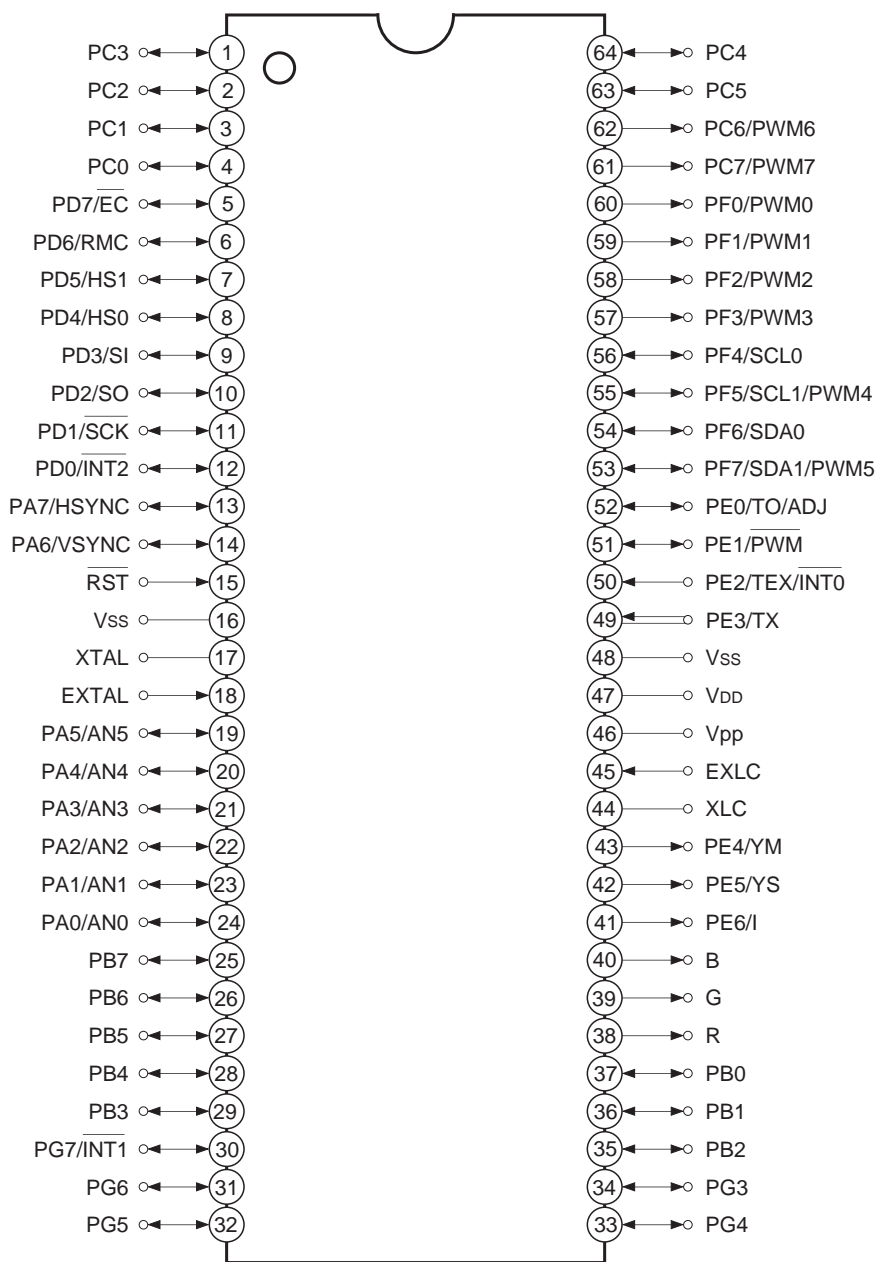 PC3 1 64 PC4
PC2 2 63 PC5
PC1 3 62 PC6/PWM6
PC0 4 61 PC7/PWM7
PD7/E̅C̅ 5 60 PF0/PWM0
PD6/RMC 6 59 PF1/PWM1
PD5/HS1 7 58 PF2/PWM2
PD4/HS0 8 57 PF3/PWM3
PD3/SI 9 56 PF4/SCL0
PD2/SO 10 55 PF5/SCL1/PWM4
PD1/S̅C̅K̅ 11 54 PF6/SDA0
PD0/I̅N̅T̅2̅ 12 53 PF7/SDA1/PWM5
PA7/HSYNC 13 52 PE0/TO/ADJ
PA6/VSYNC 14 51 PE1/P̅W̅M̅
R̅S̅T̅ 15 50 PE2/TEX/I̅N̅T̅0̅
Vss 16 49 PE3/TX
XTAL 17 48 Vss
EXTAL 18 47 VDD
PA5/AN5 19 46 Vpp
PA4/AN4 20 45 EXLC
PA3/AN3 21 44 XLC
PA2/AN2 22 43 PE4/YM
PA1/AN1 23 42 PE5/YS
PA0/AN0 24 41 PE6/I
PB7 25 40 B
PB6 26 39 G
PB5 27 38 R
PB4 28 37 PB0
PB3 29 36 PB1
PG7/I̅N̅T̅1̅ 30 35 PB2
PG6 31 34 PG3
PG5 32 33 PG4